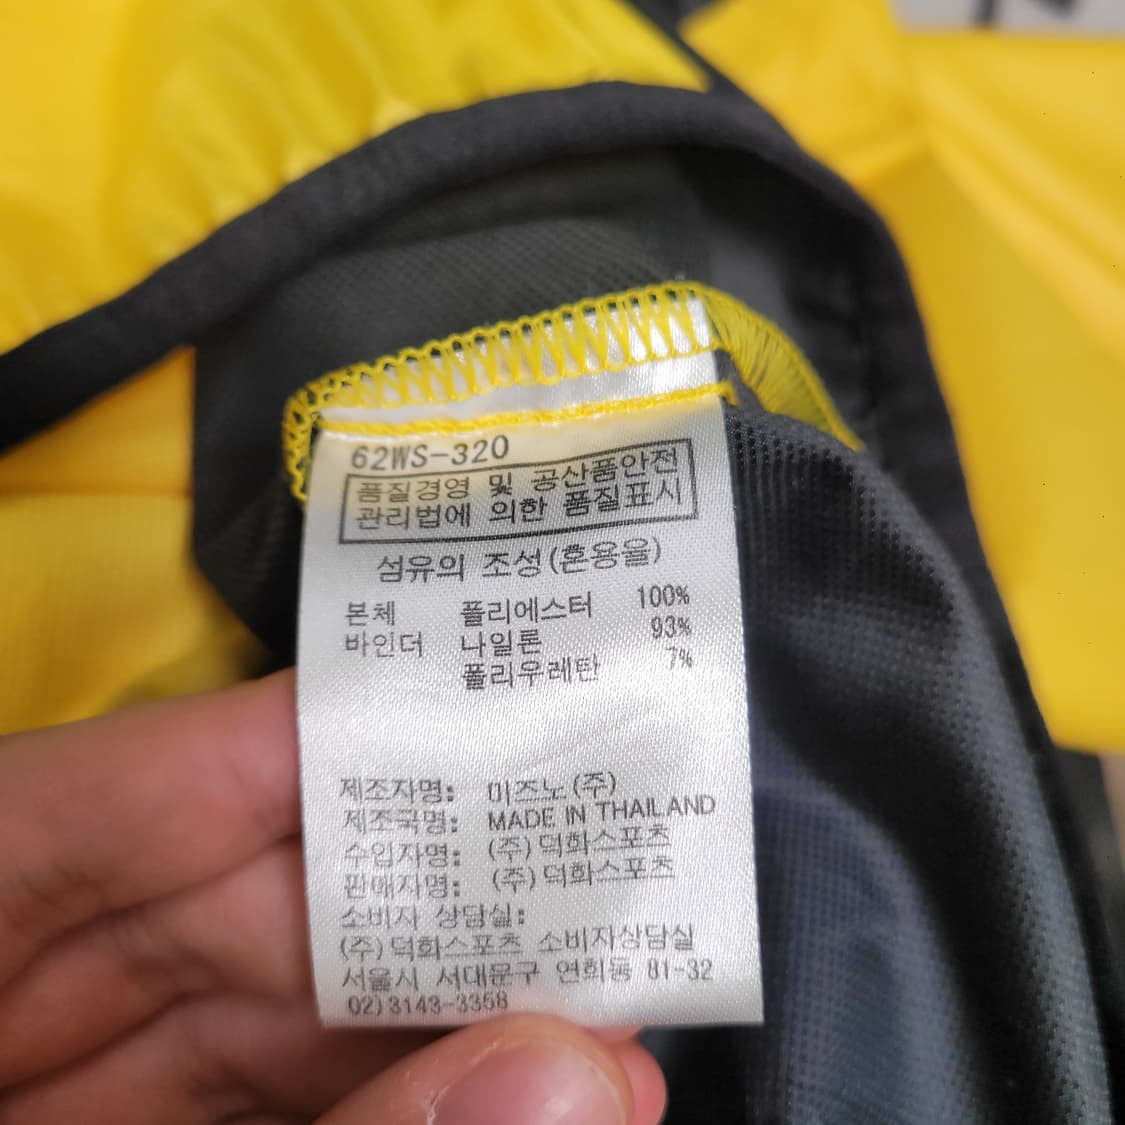 62WS-320
품질경영 및 공산품안전
관리법에 의한 품질표시
섬유의 조성(혼용율)
본체 폴리에스터 100%
바인더 나일론 93%
폴리우레탄 7%
제조자명: 미즈노(주)
제조국명: MADE IN THAILAND
수입자명: (주)덕화스포츠
판매자명: (주)덕화스포츠
소비자 상담실:
(주)덕화스포츠 소비자상담실
서울시 서대문구 연희동 81-32
02)3143-3358